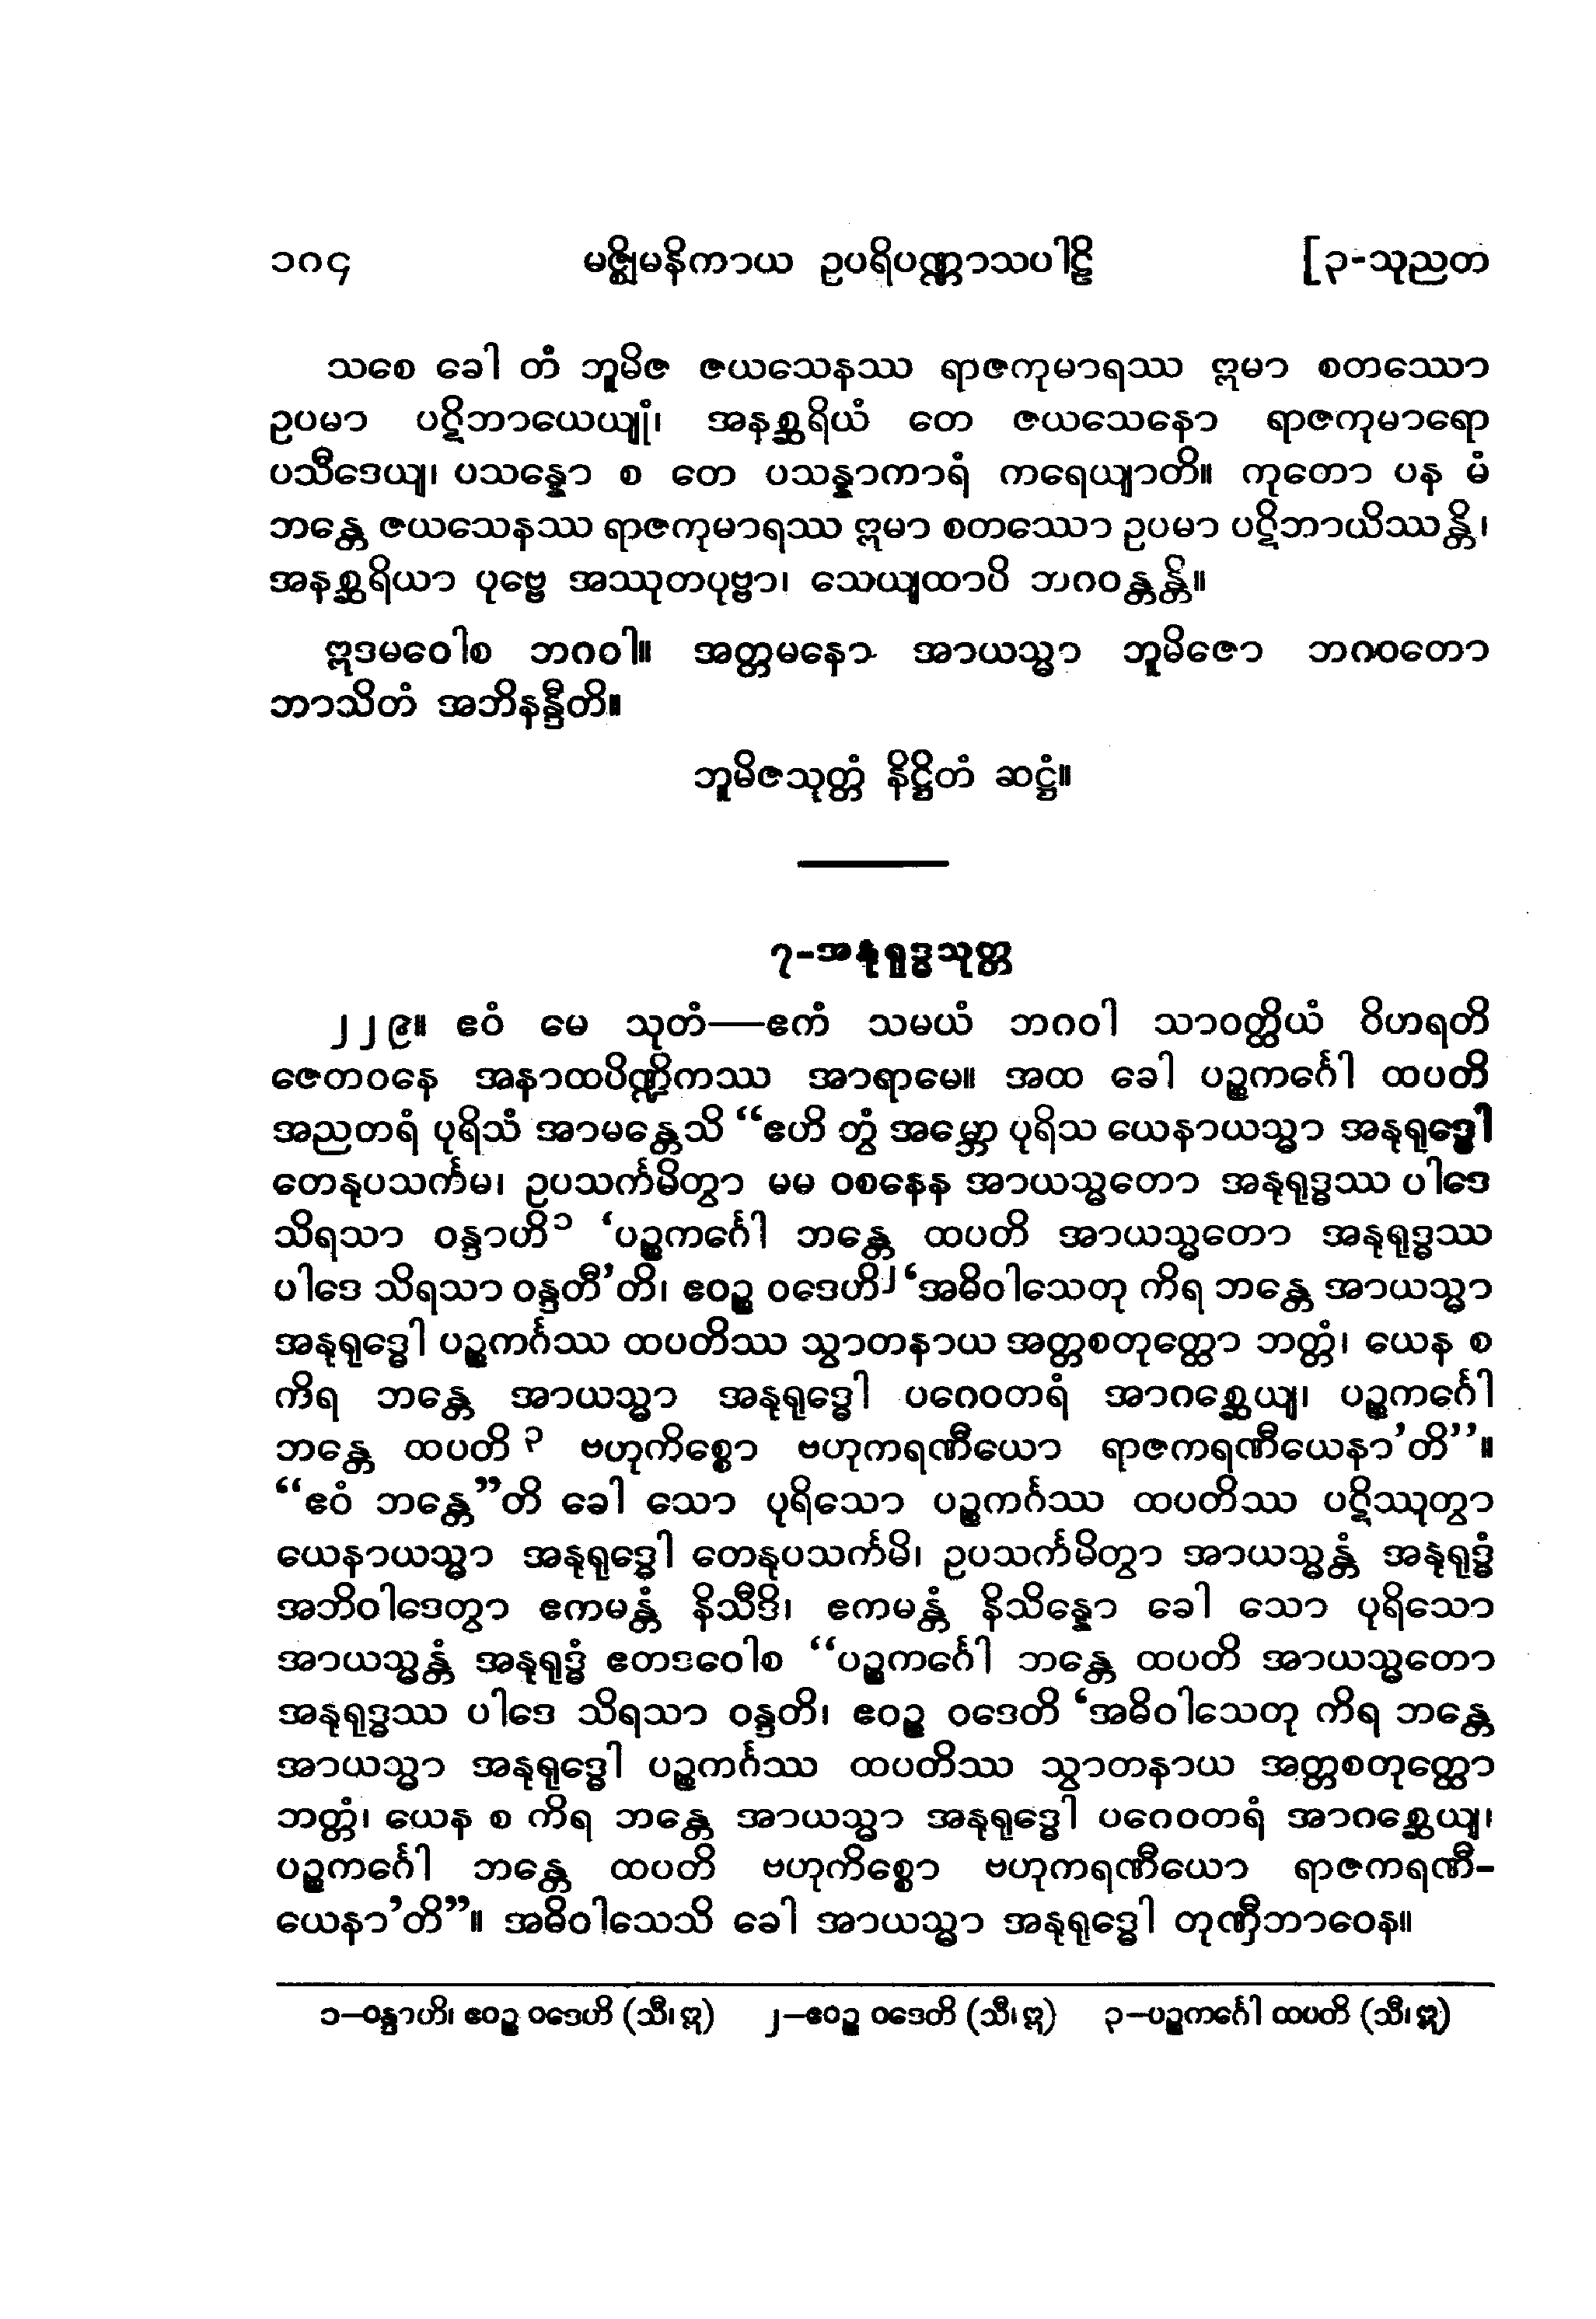 ၁၈၄ မဇ္ဈိမနိကာယ ဥပရိပဏ္ဏာသပါဠိ [၃-သုညတ
သစေ ခေါ တံ ဘူမိဇ ဇယသေနဿ ရာဇကုမာရဿ ဣမာ စတဿော
ဥပမာ ပဋိဘာယေယျုံ၊ အနစ္ဆရိယံ တေ ဇယသေနော ရာဇကုမာရော
ပသီဒေယျ၊ ပသန္နော စ တေ ပသန္နာကာရံ ကရေယျာတိ။ ကုတော ပန မံ
ဘန္တေ ဇယသေနဿ ရာဇကုမာရဿ ဣမာ စတဿော ဥပမာ ပဋိဘာယိဿန္တိ၊
အနစ္ဆရိယာ ပုဗ္ဗေ အဿုတပုဗ္ဗာ၊ သေယျထာပိ ဘဂဝန္တန္တိ။
ဣဒမဝေါစ ဘဂဝါ။ အတ္တမနော အာယသ္မာ ဘူမိဇော ဘဂဝတော
ဘာသိတံ အဘိနန္ဒီတိ။
ဘူမိဇသုတ္တံ နိဋ္ဌိတံ ဆဋ္ဌံ။
၇-အနုရုဒ္ဓသုတ္တ
၂၂၉။ ဧဝံ မေ သုတံ—ဧကံ သမယံ ဘဂဝါ သာဝတ္ထိယံ ဝိဟရတိ
ဇေတဝနေ အနာထပိဏ္ဍိကဿ အာရာမေ။ အထ ခေါ ပဉ္စကင်္ဂေါ ထပတိ
အညတရံ ပုရိသံ အာမန္တေသိ “ဧဟိ တွံ အမ္ဘော ပုရိသ ယေနာယသ္မာ အနုရုဒ္ဓေါ
တေနုပသင်္ကမ၊ ဥပသင်္ကမိတွာ မမ ဝစနေန အာယသ္မတော အနုရုဒ္ဓဿ ပါဒေ
သိရသာ ဝန္ဒာဟိ၁ ‘ပဉ္စကင်္ဂေါ ဘန္တေ ထပတိ အာယသ္မတော အနုရုဒ္ဓဿ
ပါဒေ သိရသာ ဝန္ဒတီ’တိ၊ ဧဝဉ္စ ဝဒေဟိ၂ ‘အဓိဝါသေတု ကိရ ဘန္တေ အာယသ္မာ
အနုရုဒ္ဓေါ ပဉ္စကင်္ဂဿ ထပတိဿ သွာတနာယ အတ္တစတုတ္ထော ဘတ္တံ၊ ယေန စ
ကိရ ဘန္တေ အာယသ္မာ အနုရုဒ္ဓေါ ပဂေဝတရံ အာဂစ္ဆေယျ၊ ပဉ္စကင်္ဂေါ
ဘန္တေ ထပတိ၃ ဗဟုကိစ္စော ဗဟုကရဏီယော ရာဇကရဏီယေနာ’တိ’’။
“ဧဝံ ဘန္တေ”တိ ခေါ သော ပုရိသော ပဉ္စကင်္ဂဿ ထပတိဿ ပဋိဿုတွာ
ယေနာယသ္မာ အနုရုဒ္ဓေါ တေနုပသင်္ကမိ၊ ဥပသင်္ကမိတွာ အာယသ္မန္တံ အနုရုဒ္ဓံ
အဘိဝါဒေတွာ ဧကမန္တံ နိသီဒိ၊ ဧကမန္တံ နိသိန္နော ခေါ သော ပုရိသော
အာယသ္မန္တံ အနုရုဒ္ဓံ ဧတဒဝေါစ “ပဉ္စကင်္ဂေါ ဘန္တေ ထပတိ အာယသ္မတော
အနုရုဒ္ဓဿ ပါဒေ သိရသာ ဝန္ဒတိ၊ ဧဝဉ္စ ဝဒေတိ ‘အဓိဝါသေတု ကိရ ဘန္တေ
အာယသ္မာ အနုရုဒ္ဓေါ ပဉ္စကင်္ဂဿ ထပတိဿ သွာတနာယ အတ္တစတုတ္ထော
ဘတ္တံ၊ ယေန စ ကိရ ဘန္တေ အာယသ္မာ အနုရုဒ္ဓေါ ပဂေဝတရံ အာဂစ္ဆေယျ၊
ပဉ္စကင်္ဂေါ ဘန္တေ ထပတိ ဗဟုကိစ္စော ဗဟုကရဏီယော ရာဇကရဏီ-
ယေနာ’တိ”။ အဓိဝါသေသိ ခေါ အာယသ္မာ အနုရုဒ္ဓေါ တုဏှီဘာဝေန။
၁—ဝန္ဒာဟိ၊ ဧဝဉ္စ ဝဒေဟိ (သီ၊ ဣ) ၂—ဧဝဉ္စ ဝဒေတိ (သီ၊ ဣ) ၃—ပဉ္စကင်္ဂေါ ထပတိ (သီ၊ ဣ)